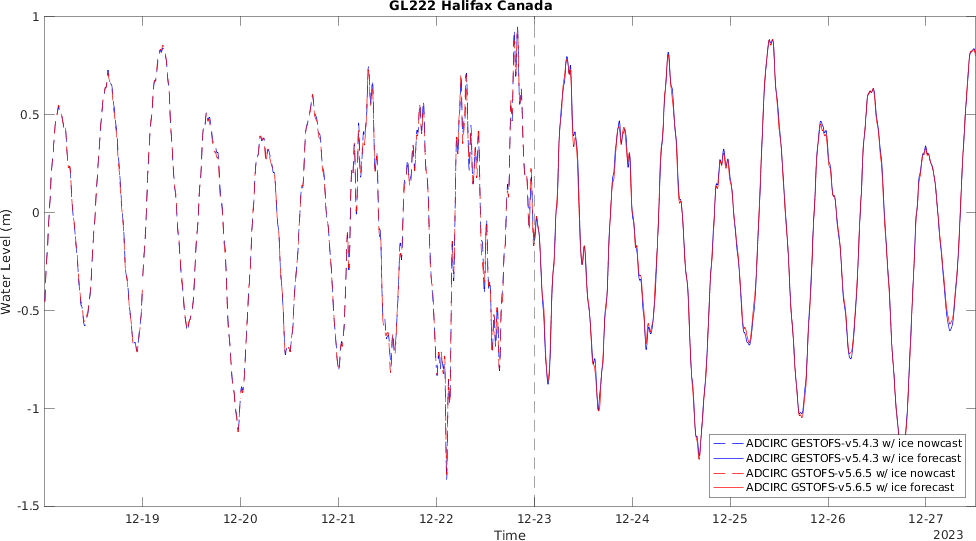 GL222 Halifax Canada
1
0.5
0
-0.5
-1
-1.5
Water Level (m)
12-19 12-20 12-21 12-22 12-23 12-24 12-25 12-26 12-27
Time
2023
ADCIRC GESTOFS-v5.4.3 w/ ice nowcast
ADCIRC GESTOFS-v5.4.3 w/ ice forecast
ADCIRC GSTOFS-v5.6.5 w/ ice nowcast
ADCIRC GSTOFS-v5.6.5 w/ ice forecast